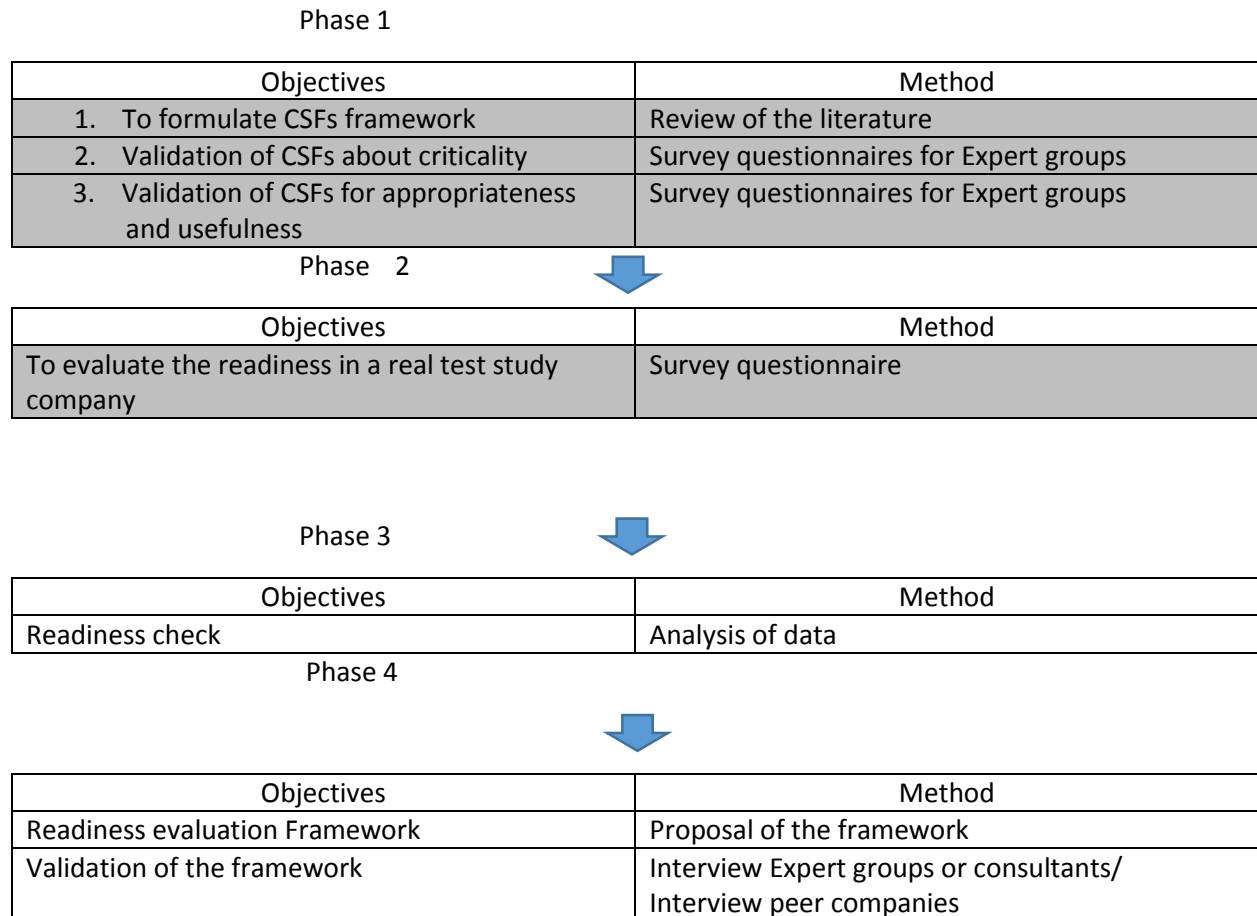 Phase 1
Objectives Method
1. To formulate CSFs framework Review of the literature
2. Validation of CSFs about criticality Survey questionnaires for Expert groups
3. Validation of CSFs for appropriateness Survey questionnaires for Expert groups
and usefulness
Phase 2
Objectives Method
To evaluate the readiness in a real test study Survey questionnaire
company
Phase 3
Objectives Method
Readiness check Analysis of data
Phase 4
Objectives Method
Readiness evaluation Framework Proposal of the framework
Validation of the framework Interview Expert groups or consultants/
Interview peer companies